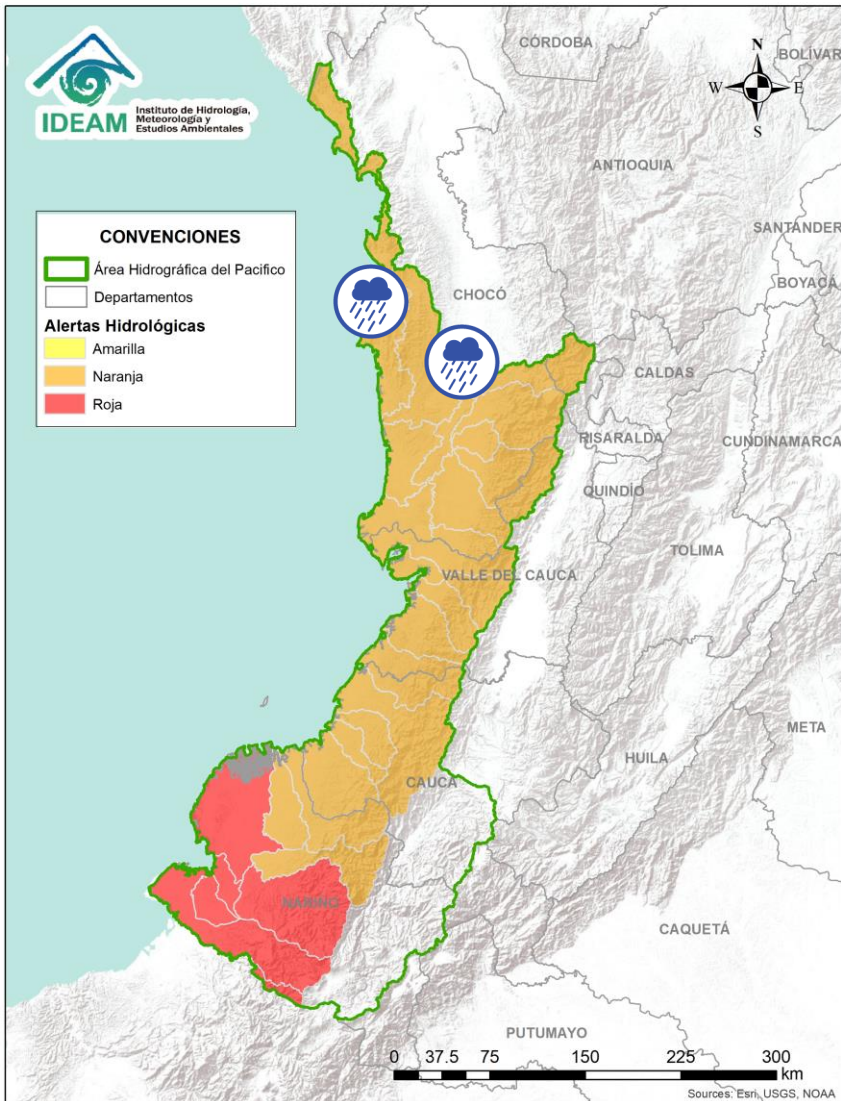 IDEAM
Instituto de Hidrología,
Meteorología y
Estudios Ambientales
N
W
E
S
CÓRDOBA
BOLÍVAR
ANTIOQUIA
SANTANDER
BOYACÁ
CHOCÓ
CALDAS
RISARALDA
CUNDINAMARCA
QUINDÍO
TOLIMA
VALLE DEL CAUCA
META
HUILA
CAUCA
NARIÑO
CAQUETÁ
PUTUMAYO
CONVENCIONES
Área Hidrográfica del Pacifico
Departamentos
Alertas Hidrológicas
Amarilla
Naranja
Roja
0 37.5 75 150 225 300
km
Sources: Esri, USGS, NOAA